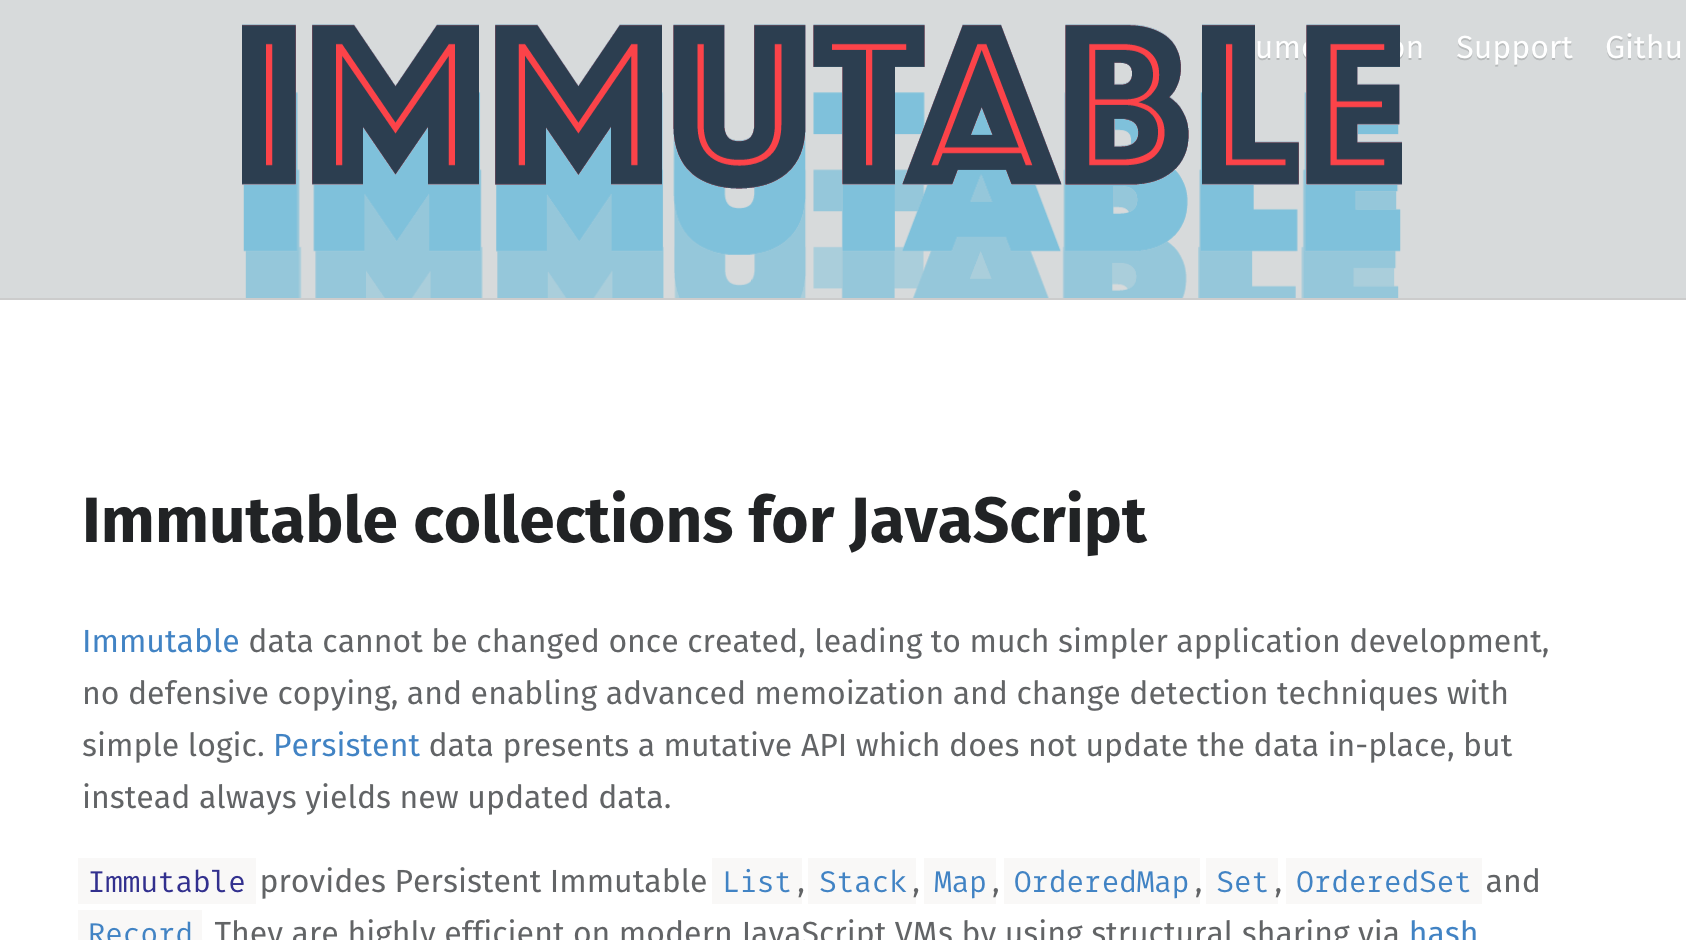 IMMUTABLE
Support
Immutable collections for JavaScript
Immutable data cannot be changed once created, leading to much simpler application development,
no defensive copying, and enabling advanced memoization and change detection techniques with
simple logic. Persistent data presents a mutative API which does not update the data in-place, but
instead always yields new updated data.
Immutable provides Persistent Immutable List, Stack, Map, OrderedMap, Set, OrderedSet and
Record. They are highly efficient on modern JavaScript VMs by using structural sharing via hash